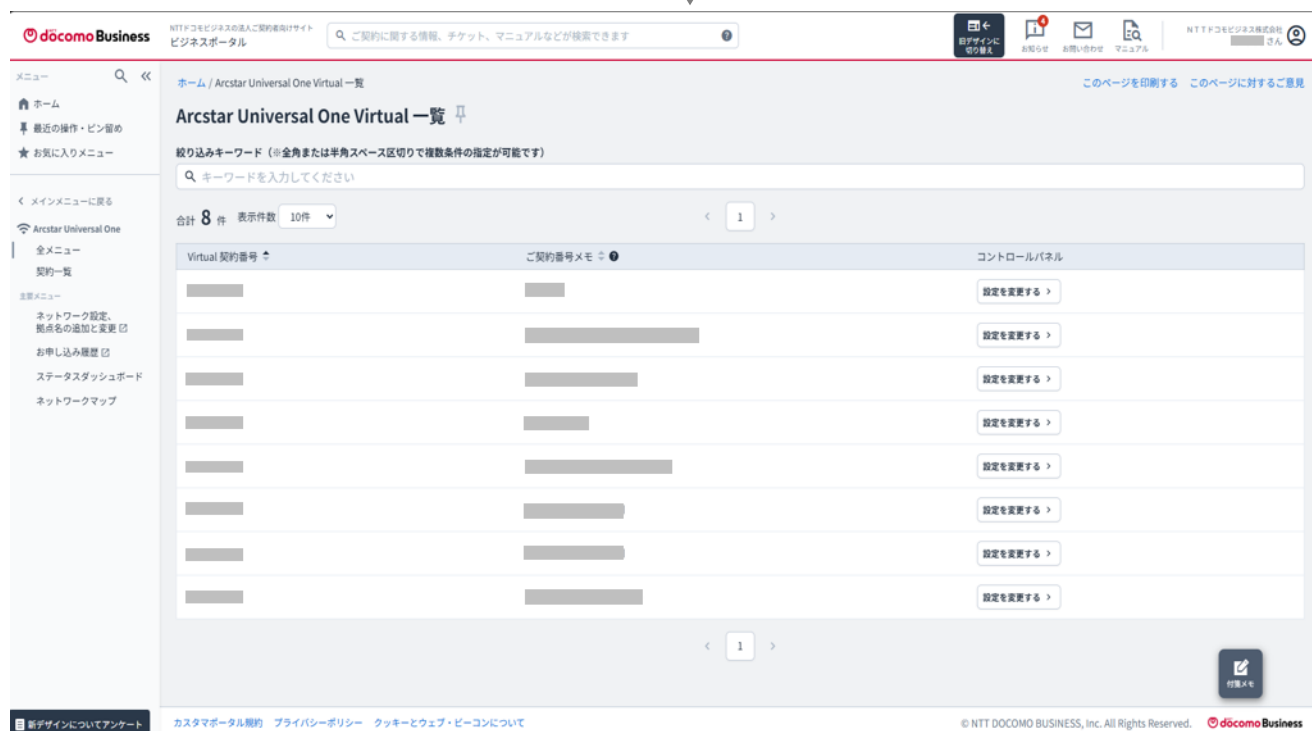 döcomo Business
NTTドコモビジネスの法人ご契約者向けサイト
ビジネスポータル
ご契約に関する情報、チケット、マニュアルなどが検索できます
旧デザインに
切り替え
4
お知らせ
お問い合わせ
マニュアル
NTTドコモビジネス株式会社
さん
メニュー
ホーム
最近の操作・ピン留め
お気に入りメニュー
メインメニューに戻る
Arcstar Universal One
全メニュー
契約一覧
主要メニュー
ネットワーク設定、
拠点名の追加と変更
お申し込み履歴
ステータスダッシュボード
ネットワークマップ
新デザインについてアンケート
ホーム / Arcstar Universal One Virtual 一覧
このページを印刷する このページに対するご意見
Arcstar Universal One Virtual 一覧
絞り込みキーワード（※全角または半角スペース区切りで複数条件の指定が可能です）
キーワードを入力してください
合計 8 件 表示件数 10件
1
Virtual 契約番号 ご契約番号メモ コントロールパネル
設定を変更する
設定を変更する
設定を変更する
設定を変更する
設定を変更する
設定を変更する
設定を変更する
設定を変更する
1
付箋メモ
カスタマポータル規約 プライバシーポリシー クッキーとウェブ・ビーコンについて
© NTT DOCOMO BUSINESS, Inc. All Rights Reserved. döcomo Business